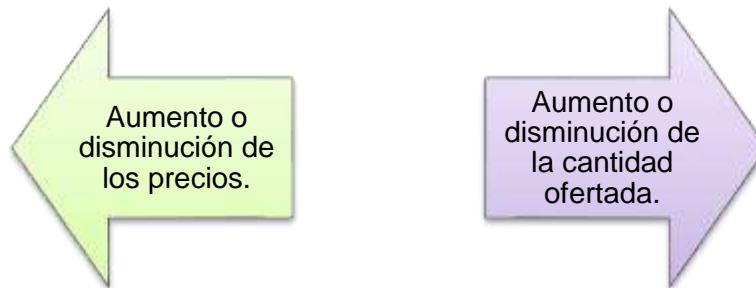 Aumento o
disminución de
los precios.
Aumento o
disminución de
la cantidad
ofertada.